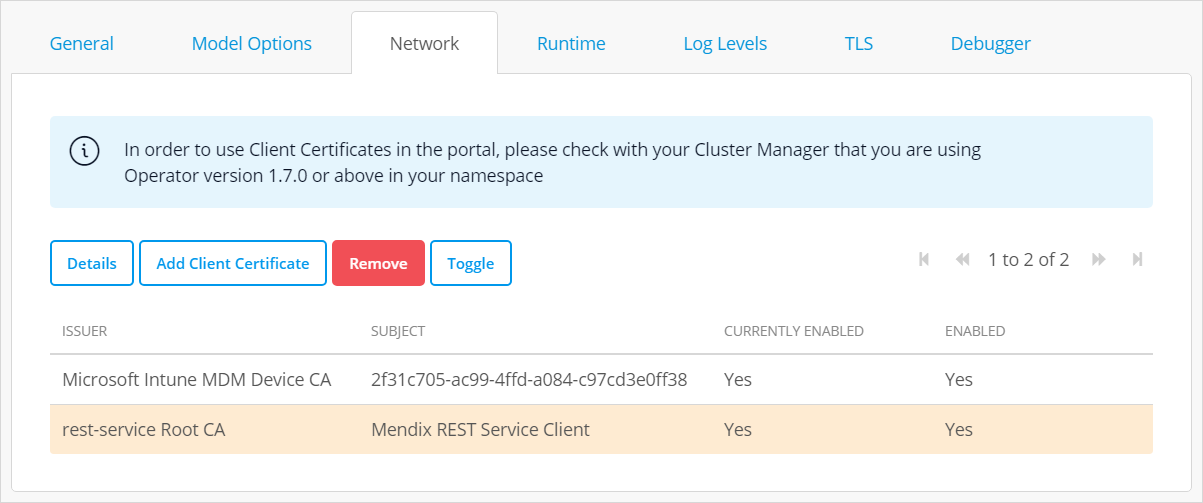 General Model Options Network Runtime Log Levels TLS Debugger
In order to use Client Certificates in the portal, please check with your Cluster Manager that you are using
Operator version 1.7.0 or above in your namespace
Details Add Client Certificate Remove Toggle 1 to 2 of 2
ISSUER SUBJECT CURRENTLY ENABLED ENABLED
Microsoft Intune MDM Device CA 2f31c705-ac99-4ffd-a084-c97cd3e0ff38 Yes Yes
rest-service Root CA Mendix REST Service Client Yes Yes